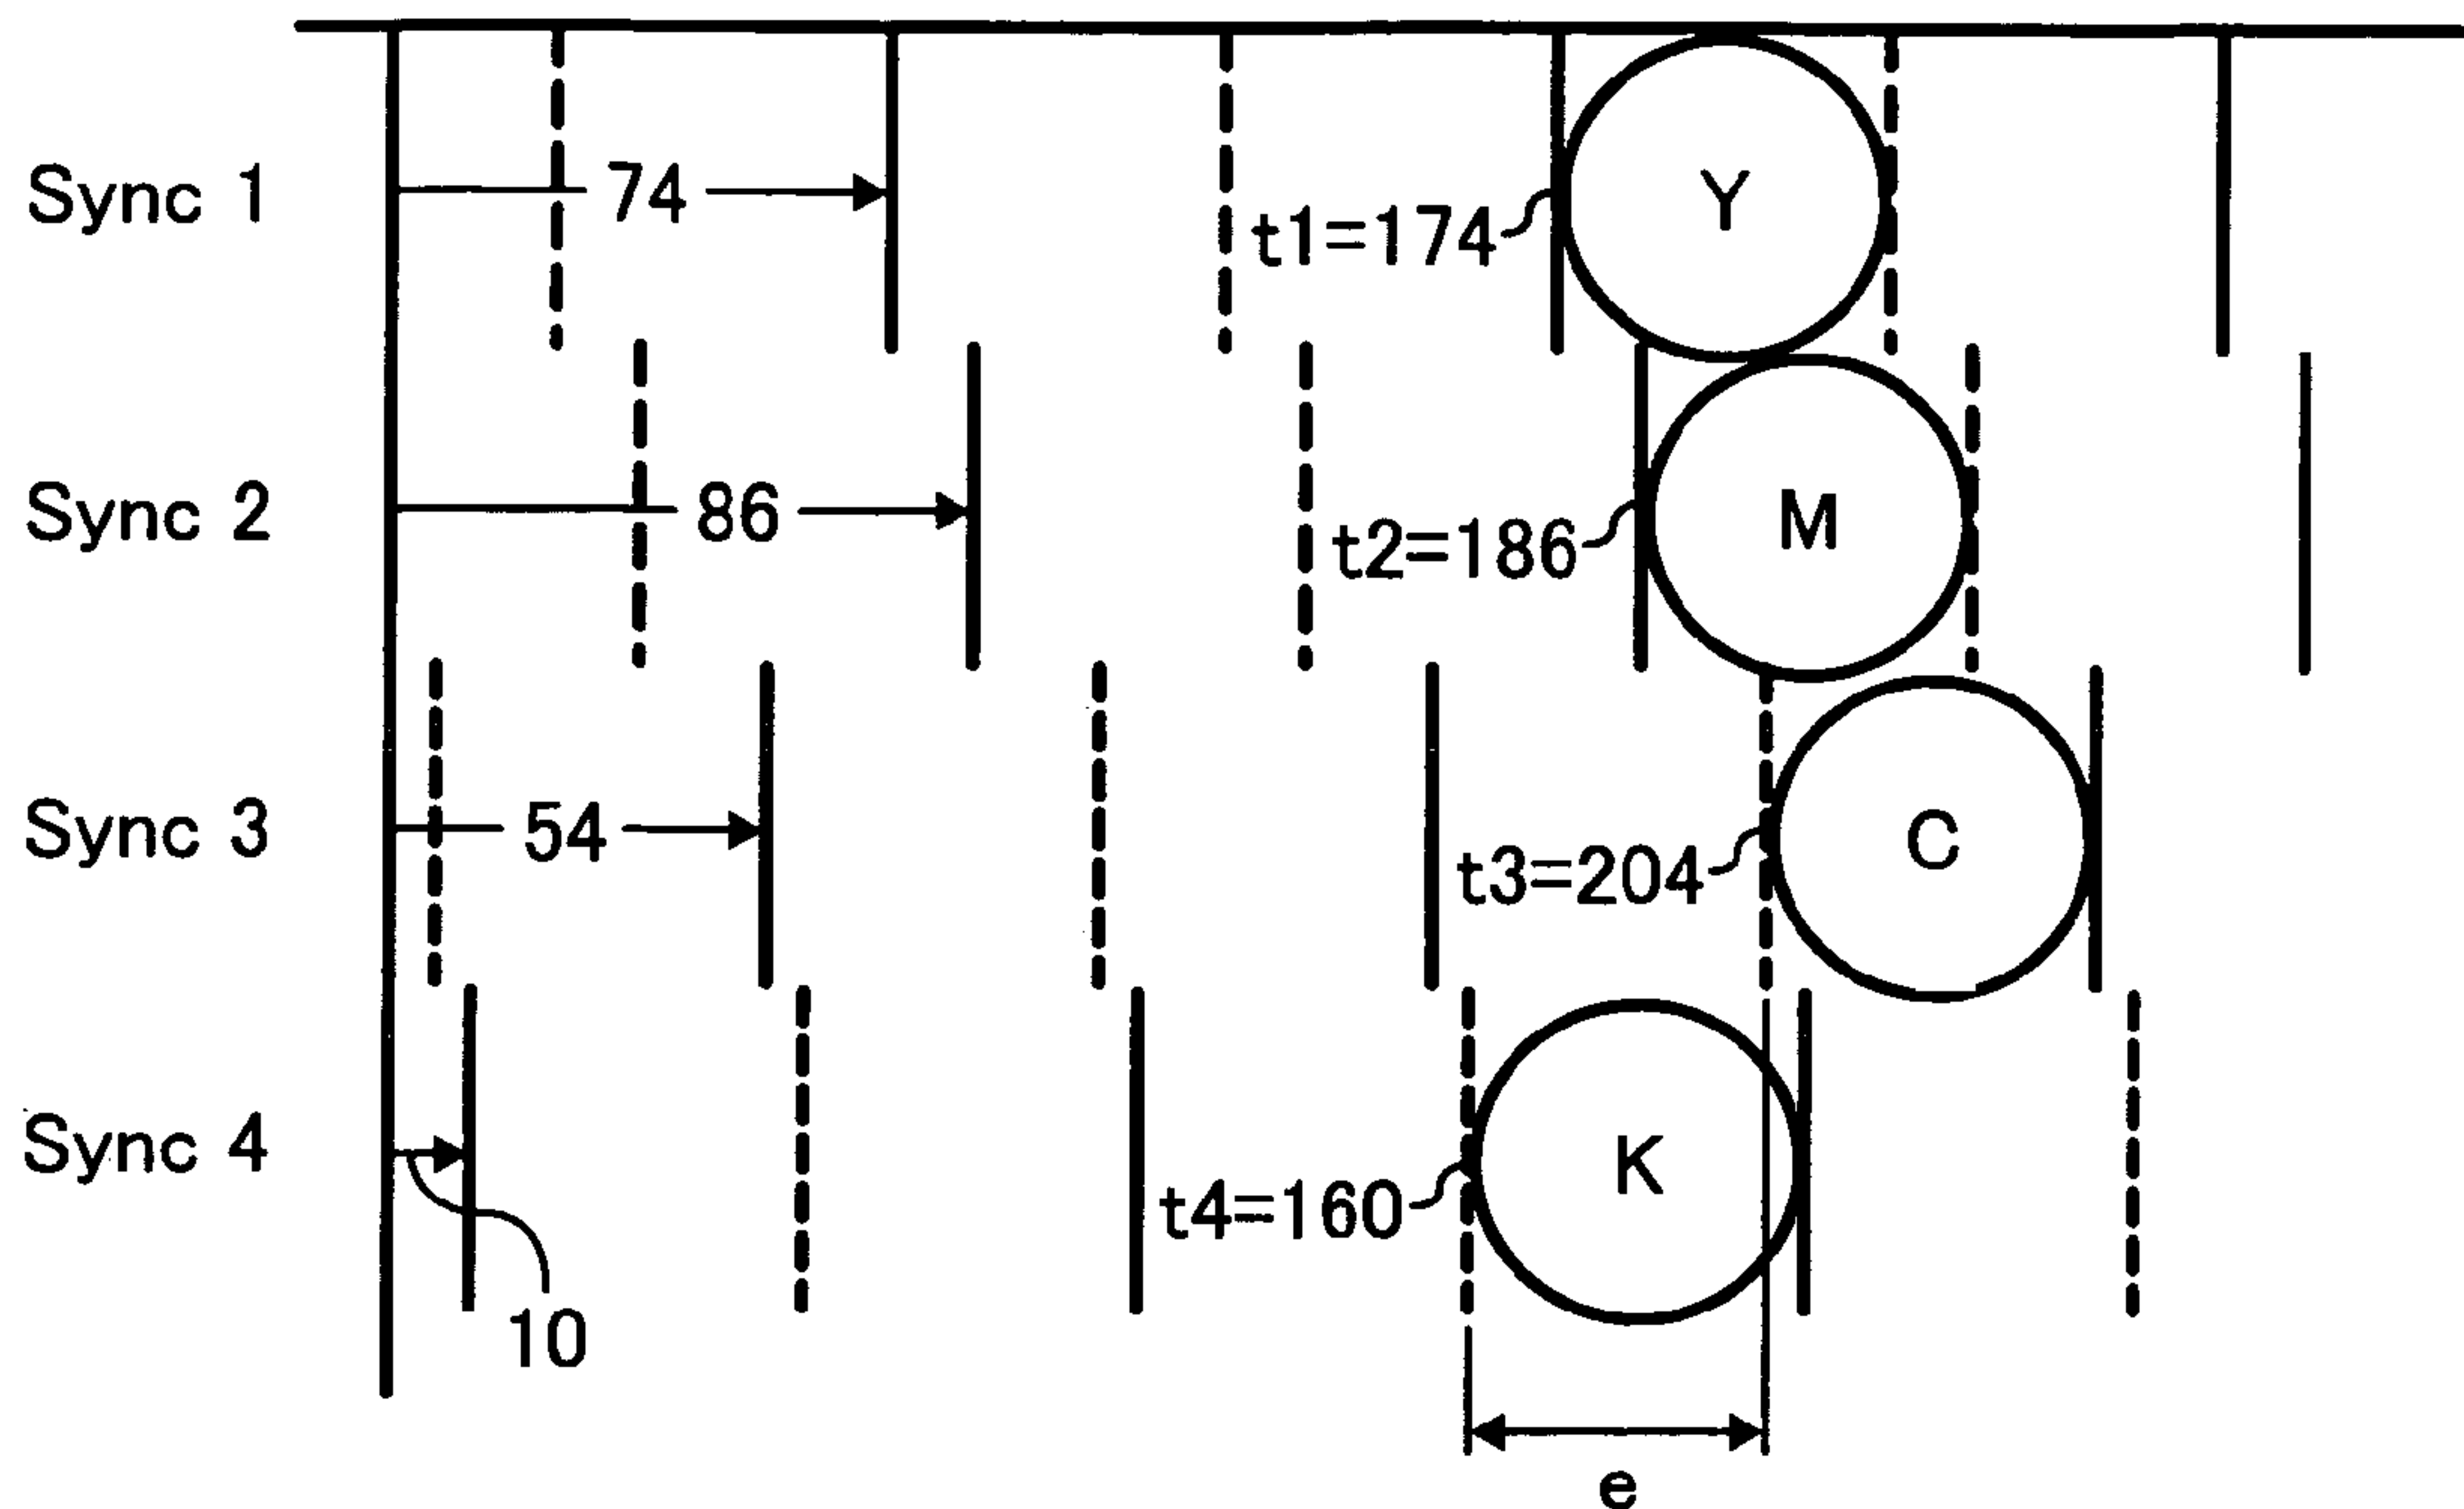 Sync 1
74
t1=174
Y
Sync 2
86
t2=186
M
Sync 3
54
t3=204
C
Sync 4
10
t4=160
K
e